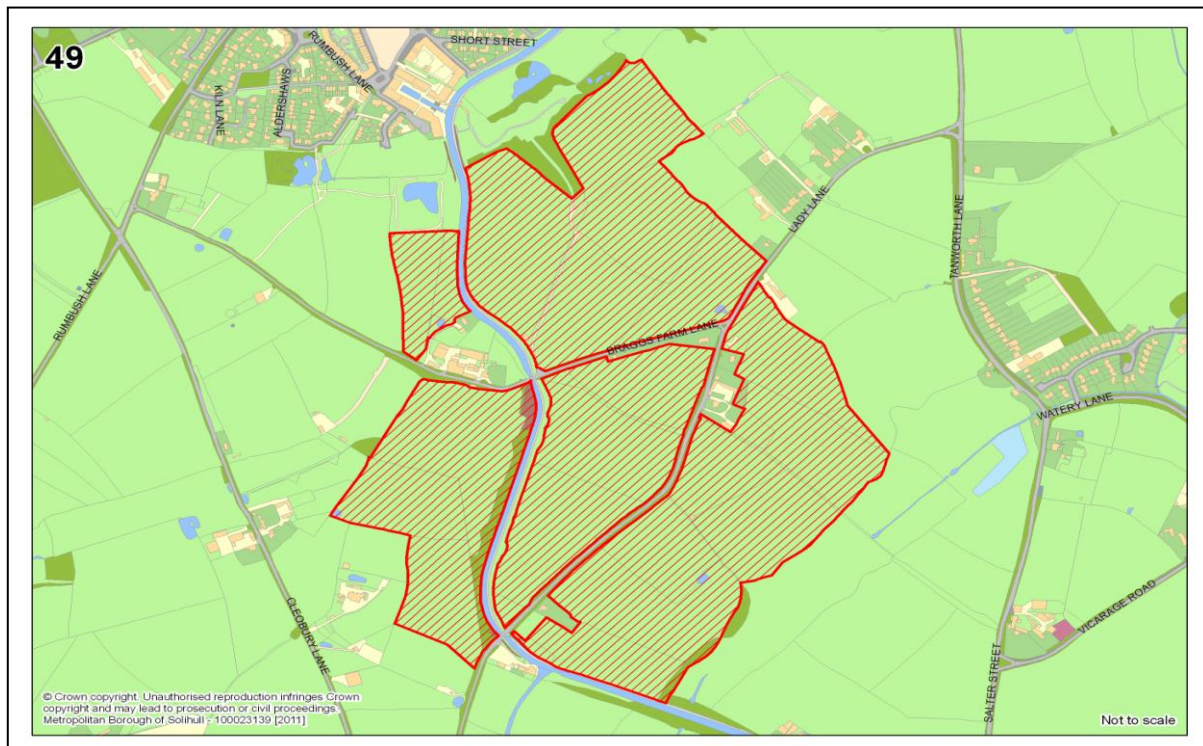 49
SHORT STREET
RUMBUSH LANE
KILN LANE
ALDERSHAWS
LADY LANE
TANWORTH LANE
RUMBUSH LANE
BRAGGS FARM LANE
WATERY LANE
CLEOBURY LANE
VICARAGE ROAD
SALTER STREET
© Crown copyright. Unauthorised reproduction infringes Crown
copyright and may lead to prosecution or civil proceedings.
Metropolitan Borough of Solihull - 100023139 [2011]
Not to scale